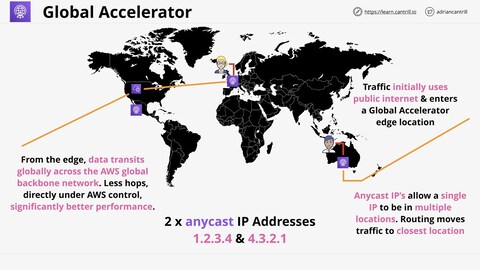 Global Accelerator
https://learn.cantrill.io
adriancantrill
Traffic initially uses
public internet & enters
a Global Accelerator
edge location
From the edge, data transits
globally across the AWS global
backbone network. Less hops,
directly under AWS control,
significantly better performance.
2 x anycast IP Addresses
1.2.3.4 & 4.3.2.1
Anycast IP's allow a single
IP to be in multiple
locations. Routing moves
traffic to closest location